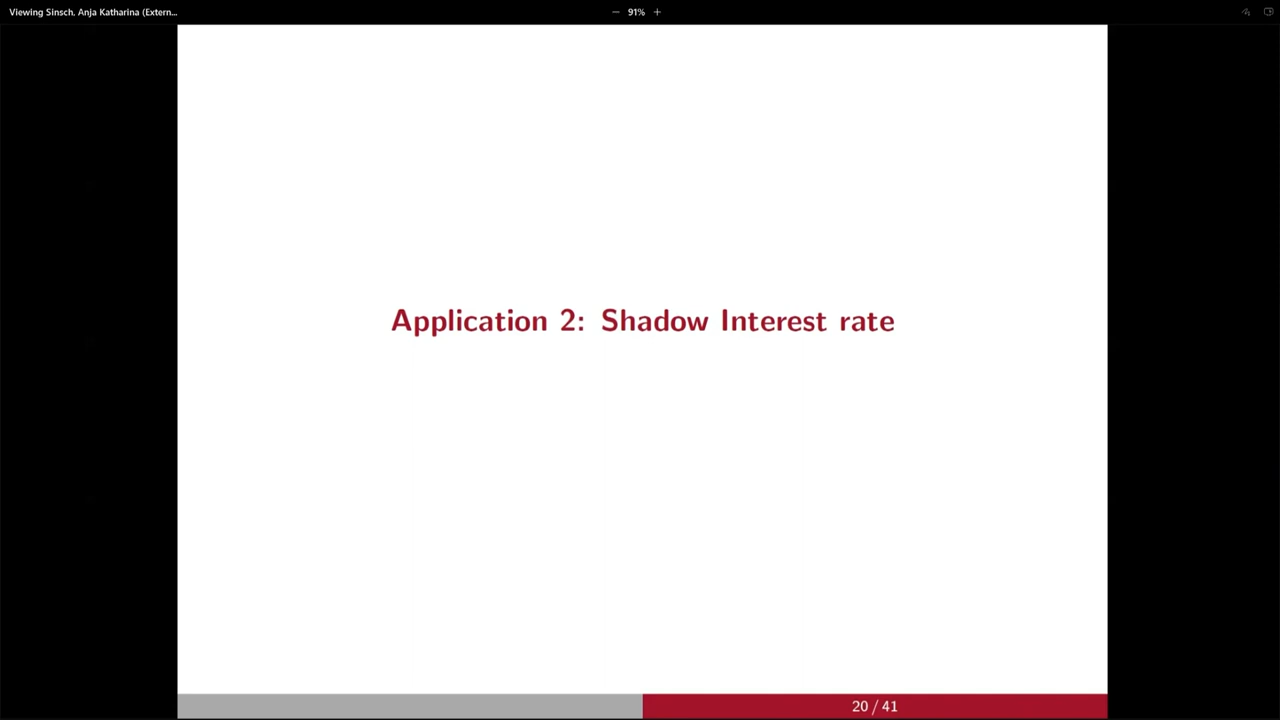 Viewing Sinsch, Anja Katharina (Extern...
− 91% +
Application 2: Shadow Interest rate
20 / 41